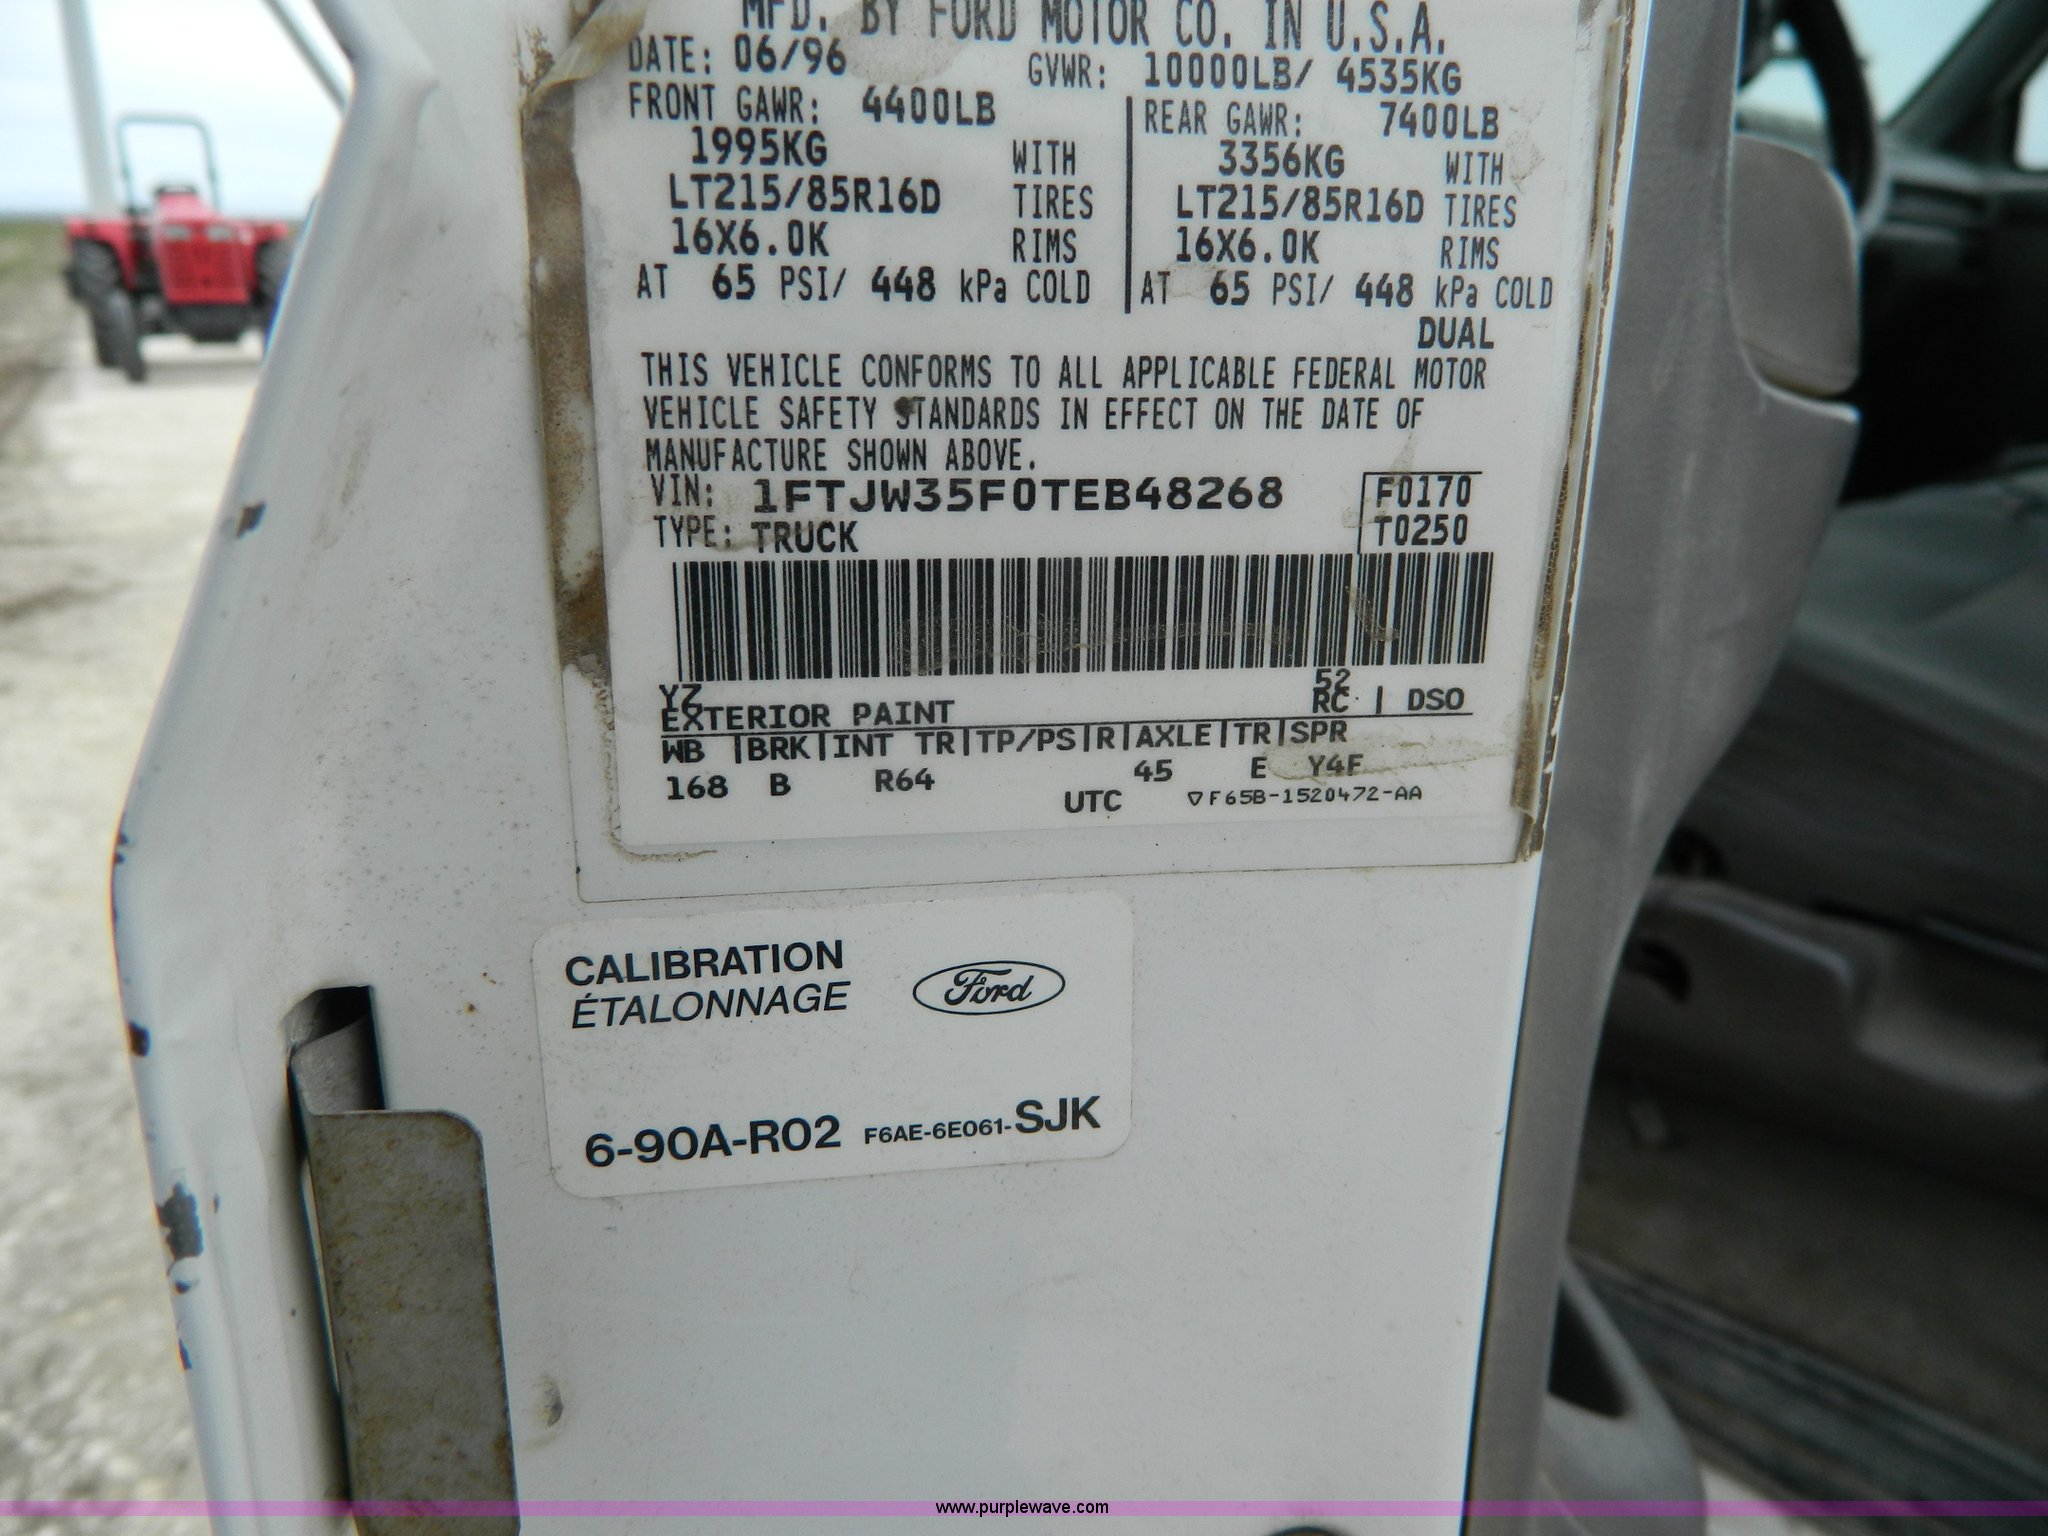 MFD. BY FORD MOTOR CO. IN U.S.A.
DATE: 06/96 GVWR: 10000LB/ 4535KG
FRONT GAWR: 4400LB REAR GAWR: 7400LB
1995KG WITH 3356KG WITH
LT215/85R16D TIRES LT215/85R16D TIRES
16X6.0K RIMS 16X6.0K RIMS
AT 65 PSI/ 448 kPa COLD AT 65 PSI/ 448 kPa COLD
DUAL
THIS VEHICLE CONFORMS TO ALL APPLICABLE FEDERAL MOTOR
VEHICLE SAFETY STANDARDS IN EFFECT ON THE DATE OF
MANUFACTURE SHOWN ABOVE.
VIN: 1FTJW35F0TEB48268 F0170
TYPE: TRUCK T0250
YZ 52
EXTERIOR PAINT RC | DSO
WB |BRK|INT TR|TP/PS|R|AXLE|TR|SPR
168 B R64 45 E Y4F
UTC ▽F65B-1520472-AA
CALIBRATION
ÉTALONNAGE
Ford
6-90A-R02 F6AE-6E061-SJK
www.purplewave.com